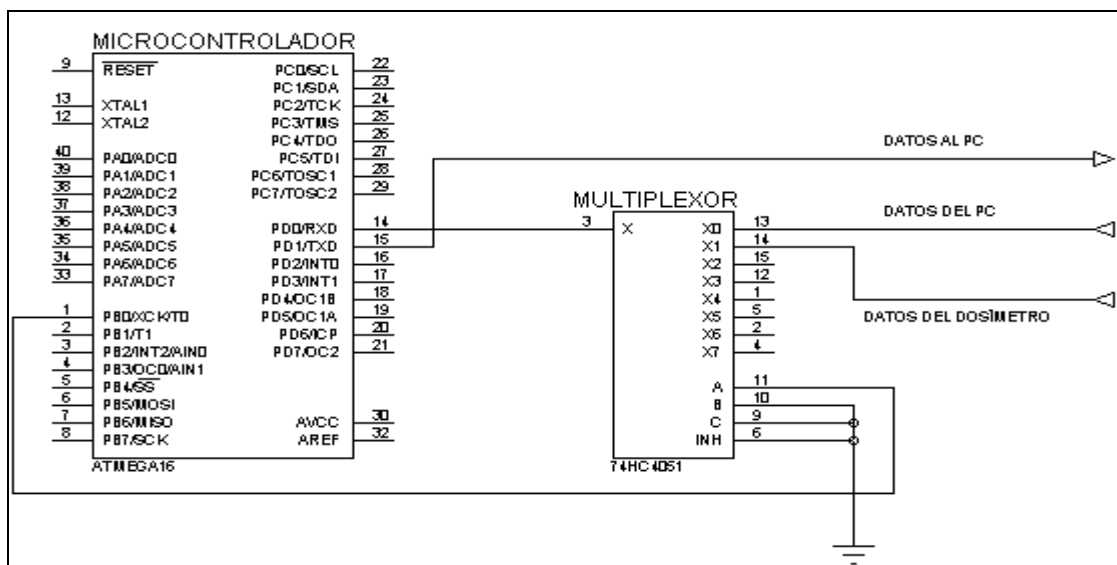 MICROCONTROLADOR
9 RESET
13 XTAL1
12 XTAL2
40 PA0/ADC0
39 PA1/ADC1
38 PA2/ADC2
37 PA3/ADC3
36 PA4/ADC4
35 PA5/ADC5
34 PA6/ADC6
33 PA7/ADC7
1 PB0/XCK/T0
2 PB1/T1
3 PB2/INT2/AIN0
4 PB3/OC0/AIN1
5 PB4/SS
6 PB5/MOSI
7 PB6/MISO
8 PB7/SCK
PC0/SCL 22
PC1/SDA 23
PC2/TCK 24
PC3/TMS 25
PC4/TDO 26
PC5/TDI 27
PC6/TOSC1 28
PC7/TOSC2 29
PD0/RXD 14
PD1/TXD 15
PD2/INT0 16
PD3/INT1 17
PD4/OC1B 18
PD5/OC1A 19
PD6/ICP 20
PD7/OC2 21
AVCC 30
AREF 32
ATMEGA16
MULTIPLEXOR
3 X
X0 13
X1 14
X2 15
X3 12
X4 1
X5 5
X6 2
X7 4
A 11
B 10
C 9
INH 6
74HC4051
DATOS AL PC
DATOS DEL PC
DATOS DEL DOSÌMETRO